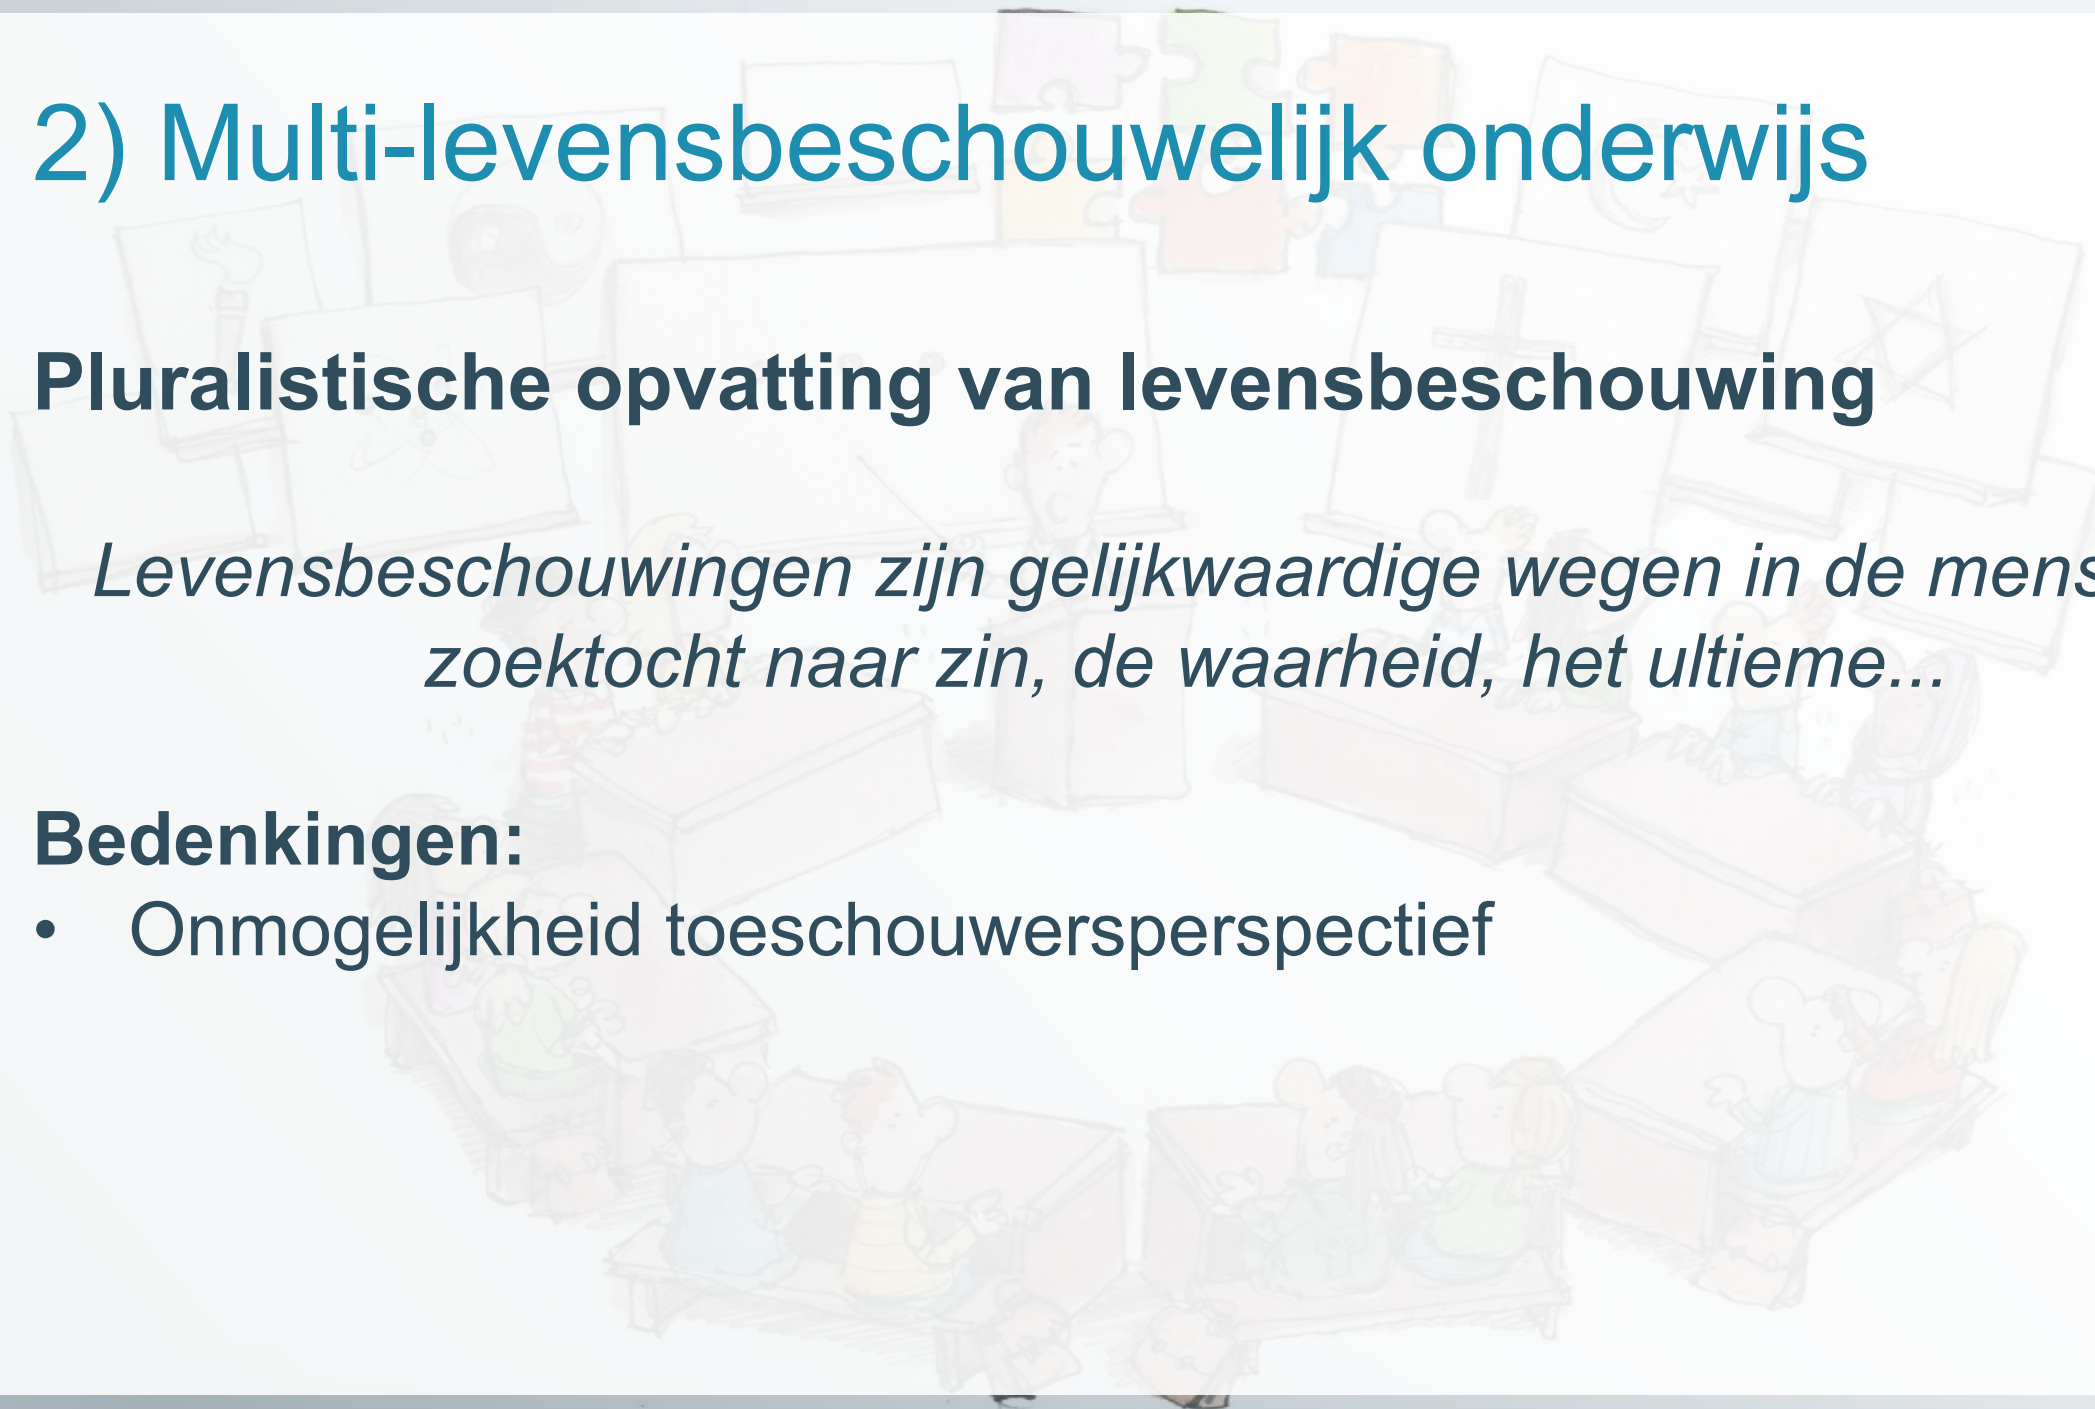 2) Multi-levensbeschouwelijk onderwijs
Pluralistische opvatting van levensbeschouwing
Levensbeschouwingen zijn gelijkwaardige wegen in de
zoektocht naar zin, de waarheid, het ultieme...
Bedenkingen:
• Onmogelijkheid toeschouwersperspectief